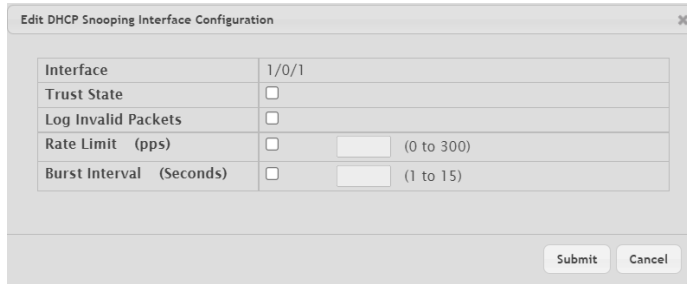 Edit DHCP Snooping Interface Configuration
Interface 1/0/1
Trust State
Log Invalid Packets
Rate Limit (pps) (0 to 300)
Burst Interval (Seconds) (1 to 15)
Submit Cancel